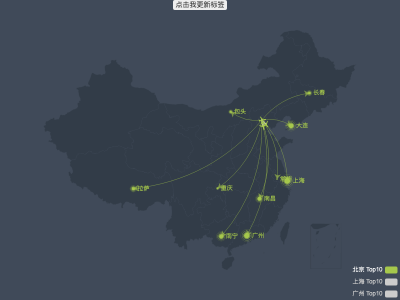 点击我更新标签
长春
包头
大连
上海
拉萨
重庆
南昌
南宁
广州
北京 Top10
上海 Top10
广州 Top10